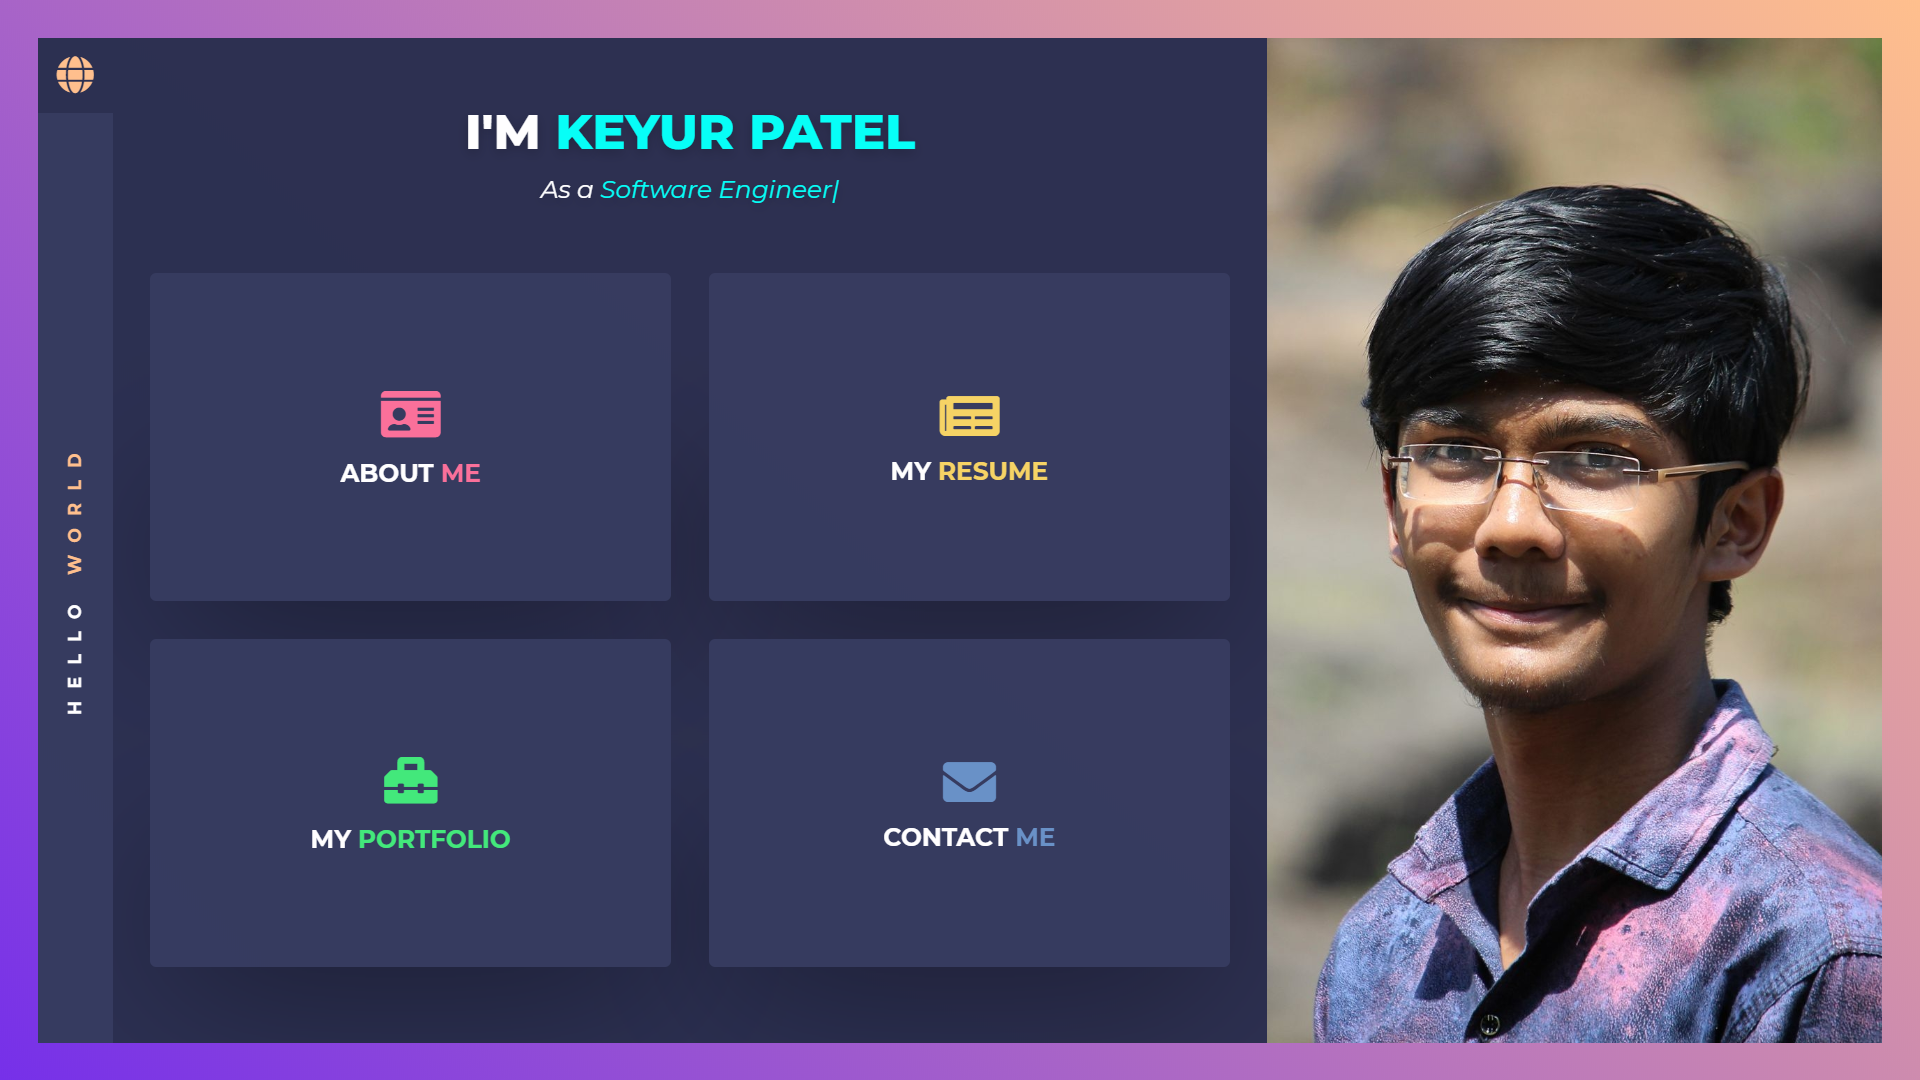 I'M KEYUR PATEL
As a Software Engineer|
HELLO WORLD
ABOUT ME
MY RESUME
MY PORTFOLIO
CONTACT ME